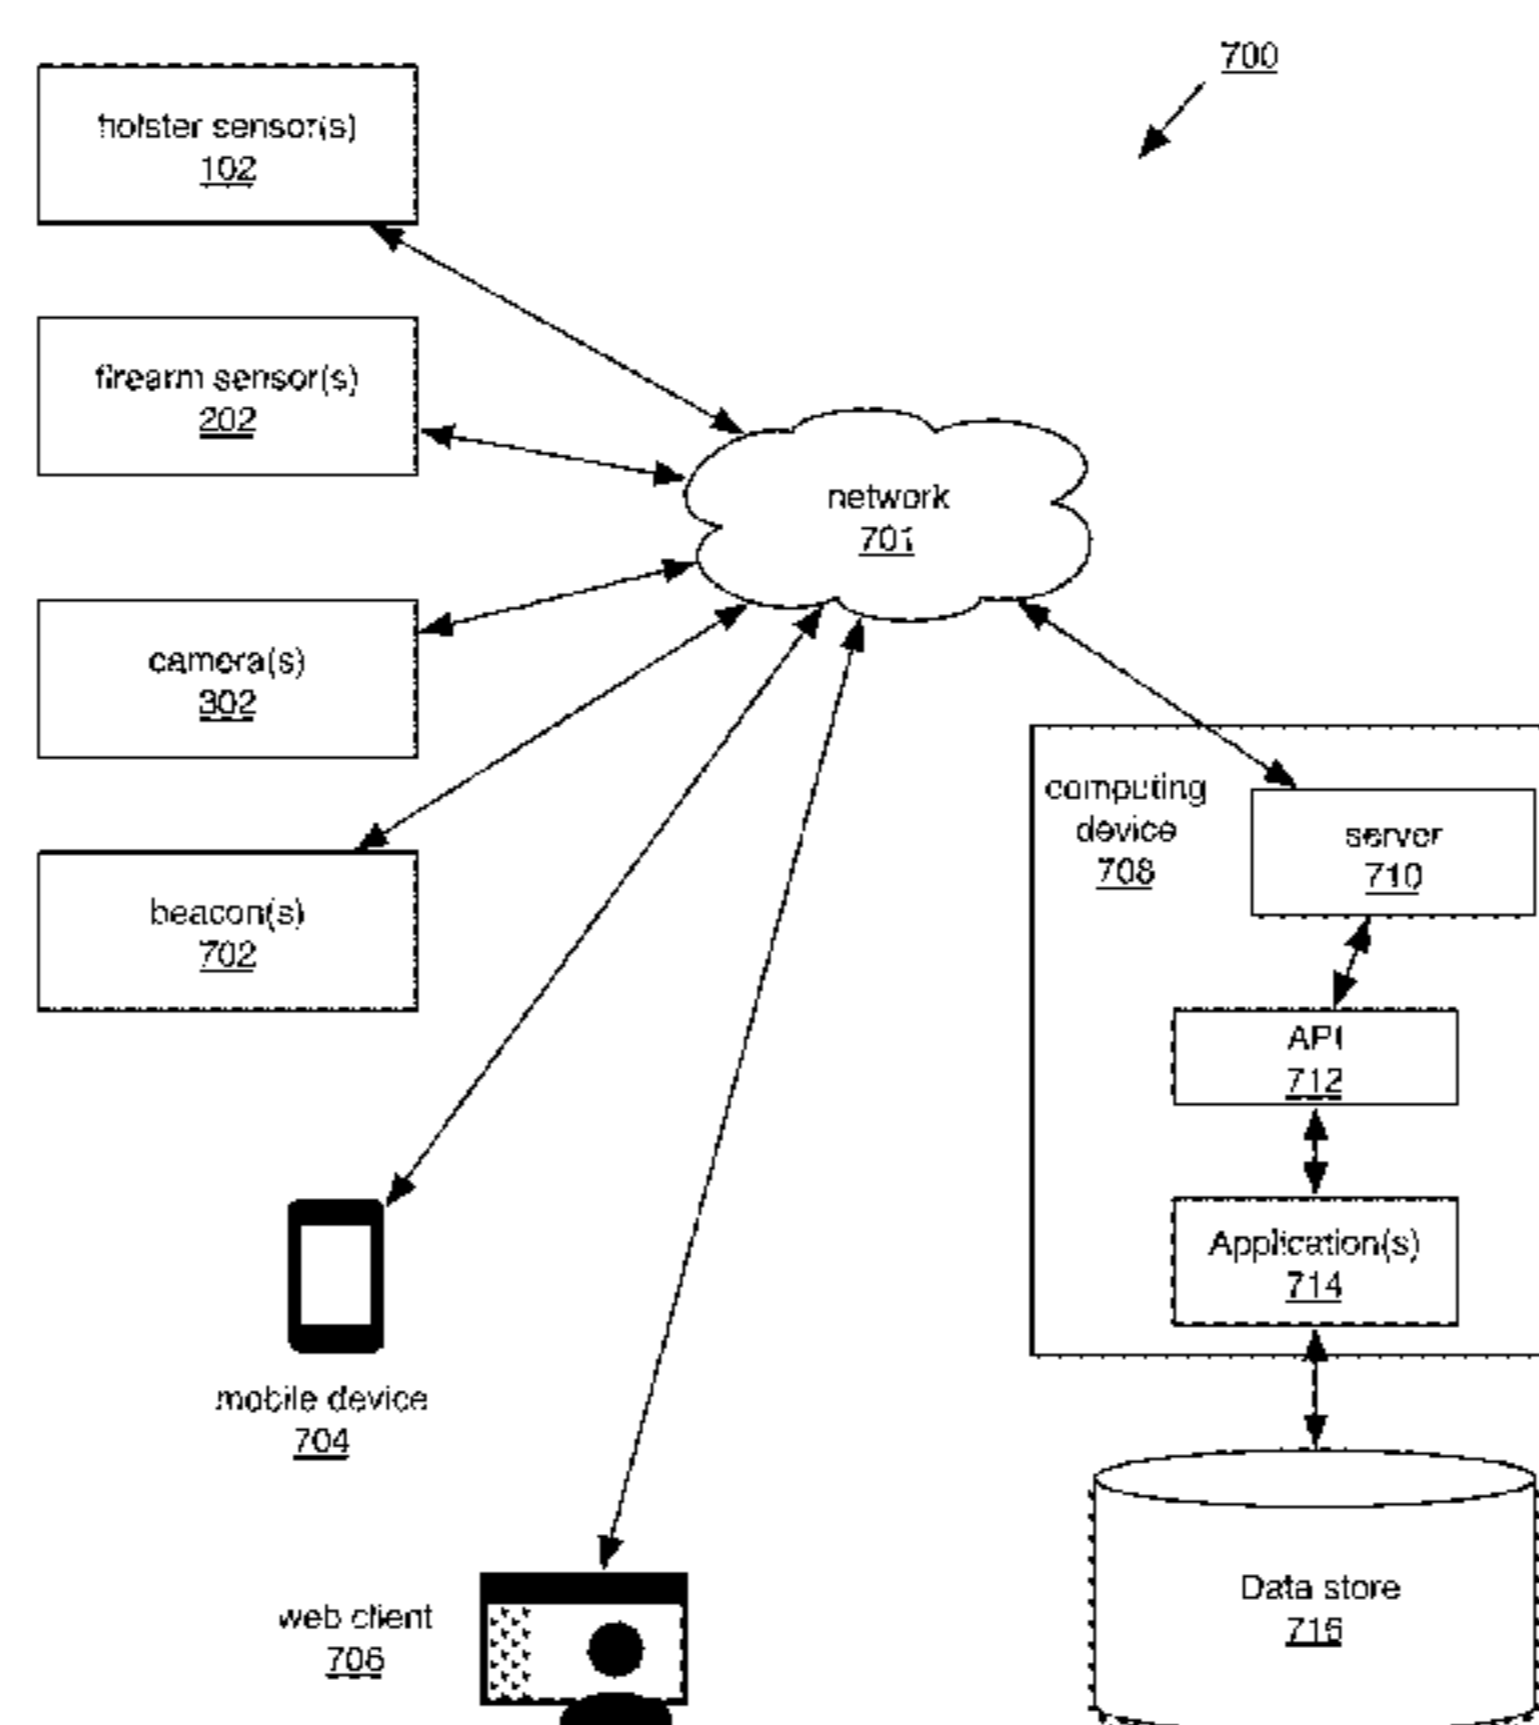 700
holster sensor(s)
102
firearm sensor(s)
202
network
701
camera(s)
302
computing
device
708
server
710
beacon(s)
702
API
712
Application(s)
714
mobile device
704
Data store
716
web client
706